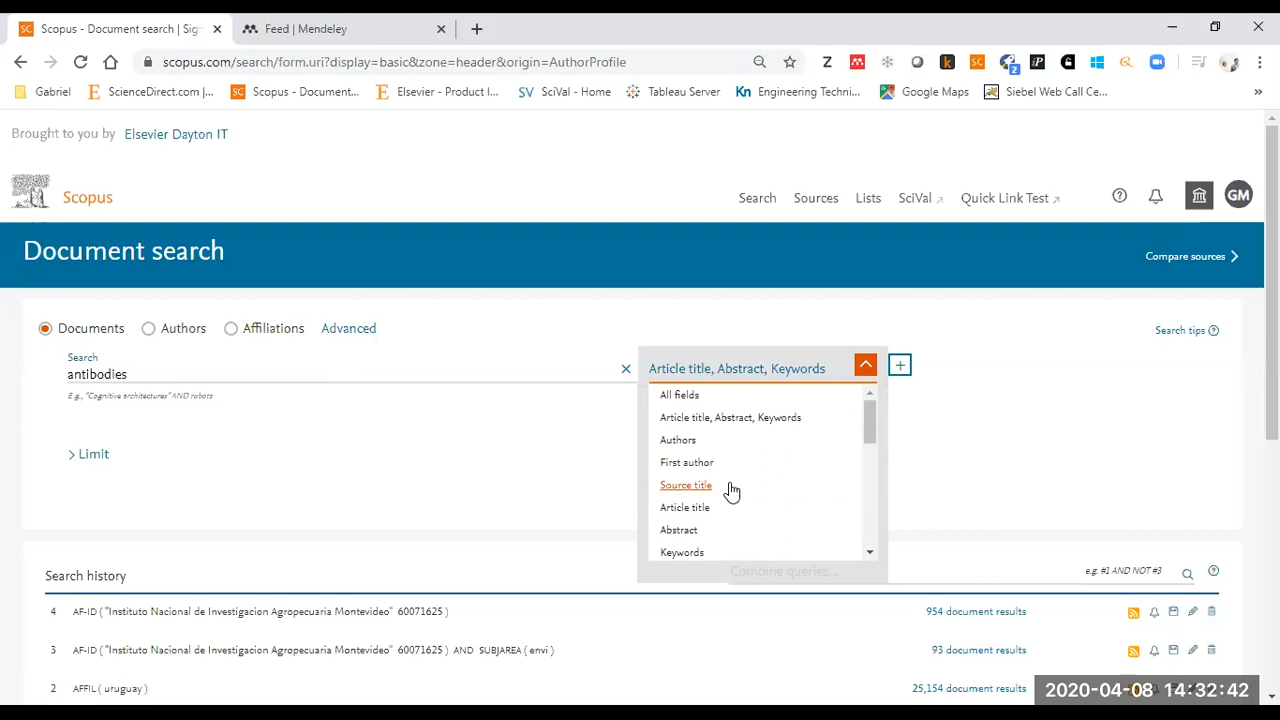 Scopus - Document search | Sig
Feed | Mendeley
scopus.com/search/form.uri?display=basic&zone=header&origin=AuthorProfile
Gabriel
ScienceDirect.com |...
Scopus - Document...
Elsevier - Product I...
SciVal - Home
Tableau Server
Engineering Techni...
Google Maps
Siebel Web Call Ce...
Brought to you by Elsevier Dayton IT
Scopus
Search
Sources
Lists
SciVal
Quick Link Test
GM
Document search
Compare sources
Documents
Authors
Affiliations
Advanced
Search tips
Search
antibodies
E.g., "Cognitive architectures" AND robots
Limit
Article title, Abstract, Keywords
All fields
Article title, Abstract, Keywords
Authors
First author
Source title
Article title
Abstract
Keywords
Search history
Combine queries...
e.g. #1 AND NOT #3
4 AF-ID ( "Instituto Nacional de Investigacion Agropecuaria Montevideo" 60071625 ) 954 document results
3 AF-ID ( "Instituto Nacional de Investigacion Agropecuaria Montevideo" 60071625 ) AND SUBJAREA ( envi ) 93 document results
2 AFFIL ( uruguay ) 25,154 document results
2020-04-08 14:32:42